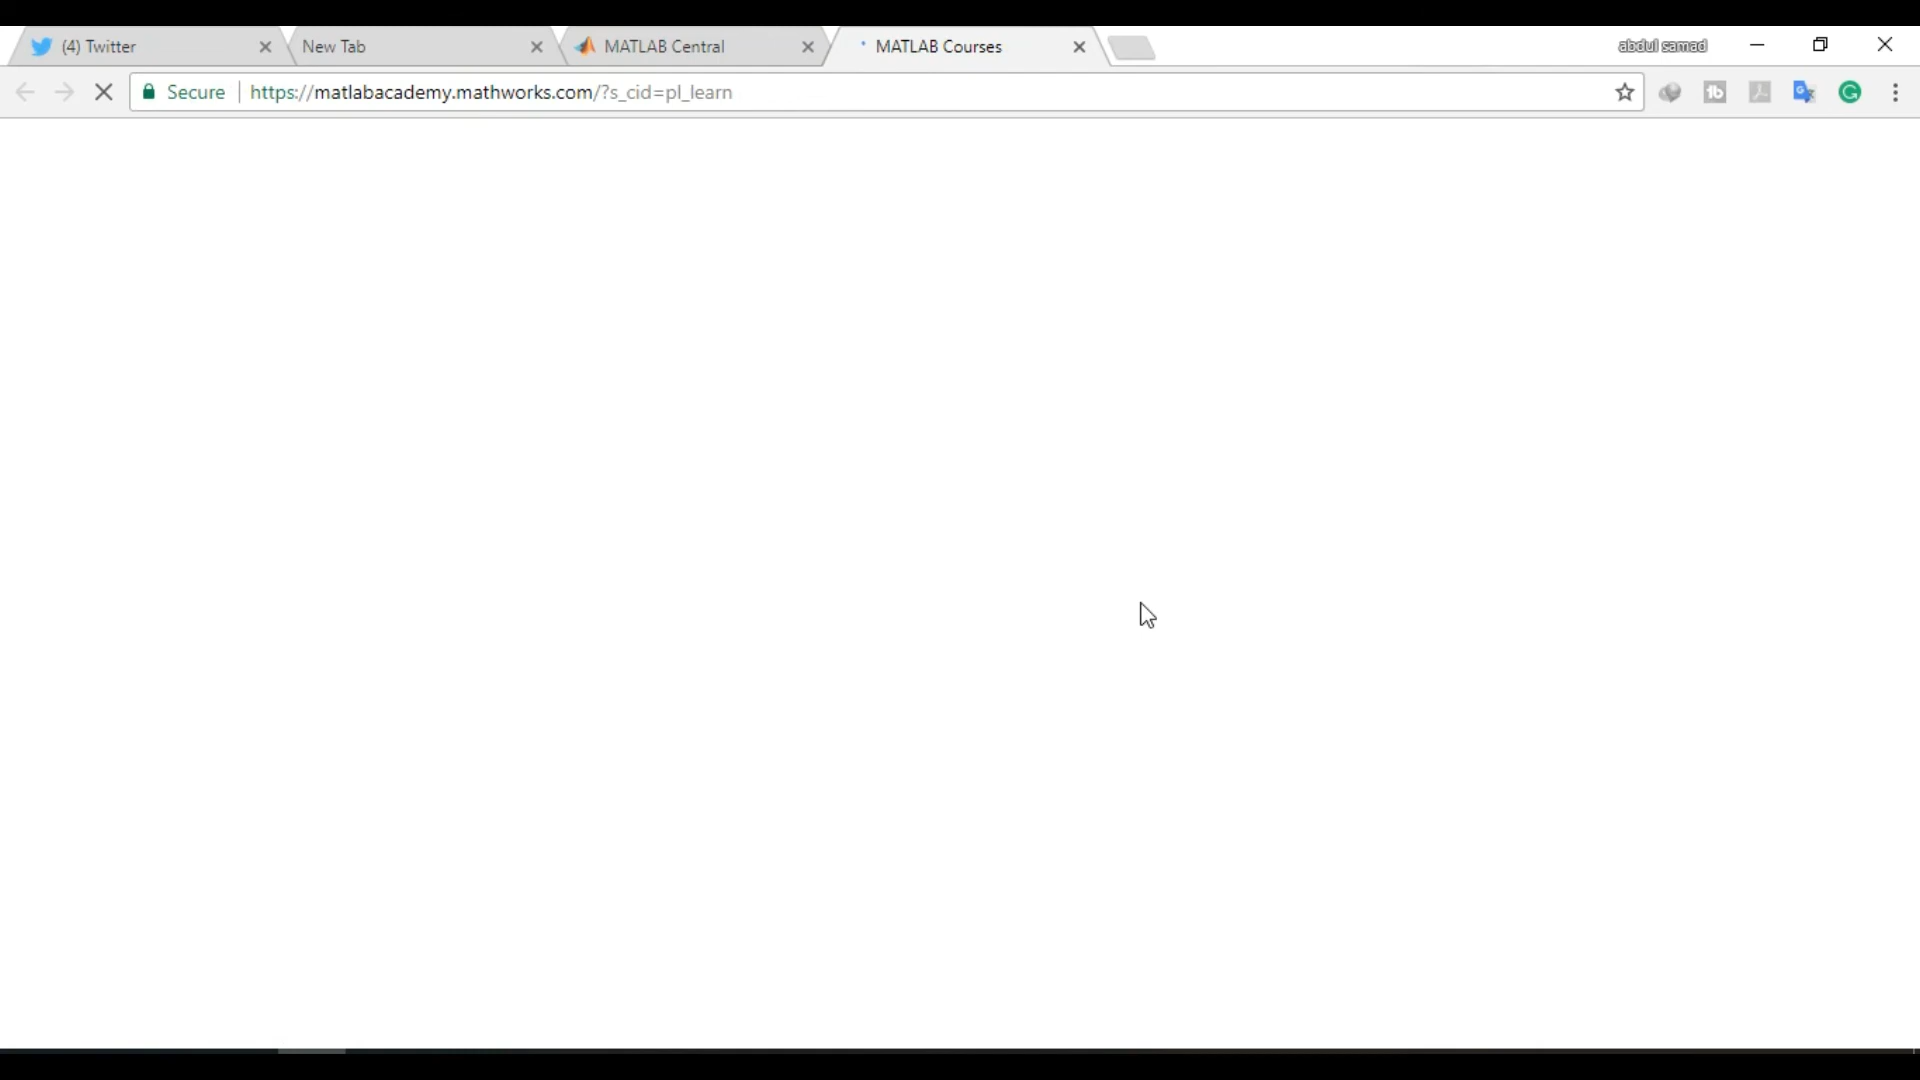 (4) Twitter
New Tab
MATLAB Central
MATLAB Courses
abdul samad
Secure
https://matlabacademy.mathworks.com/?s_cid=pl_learn